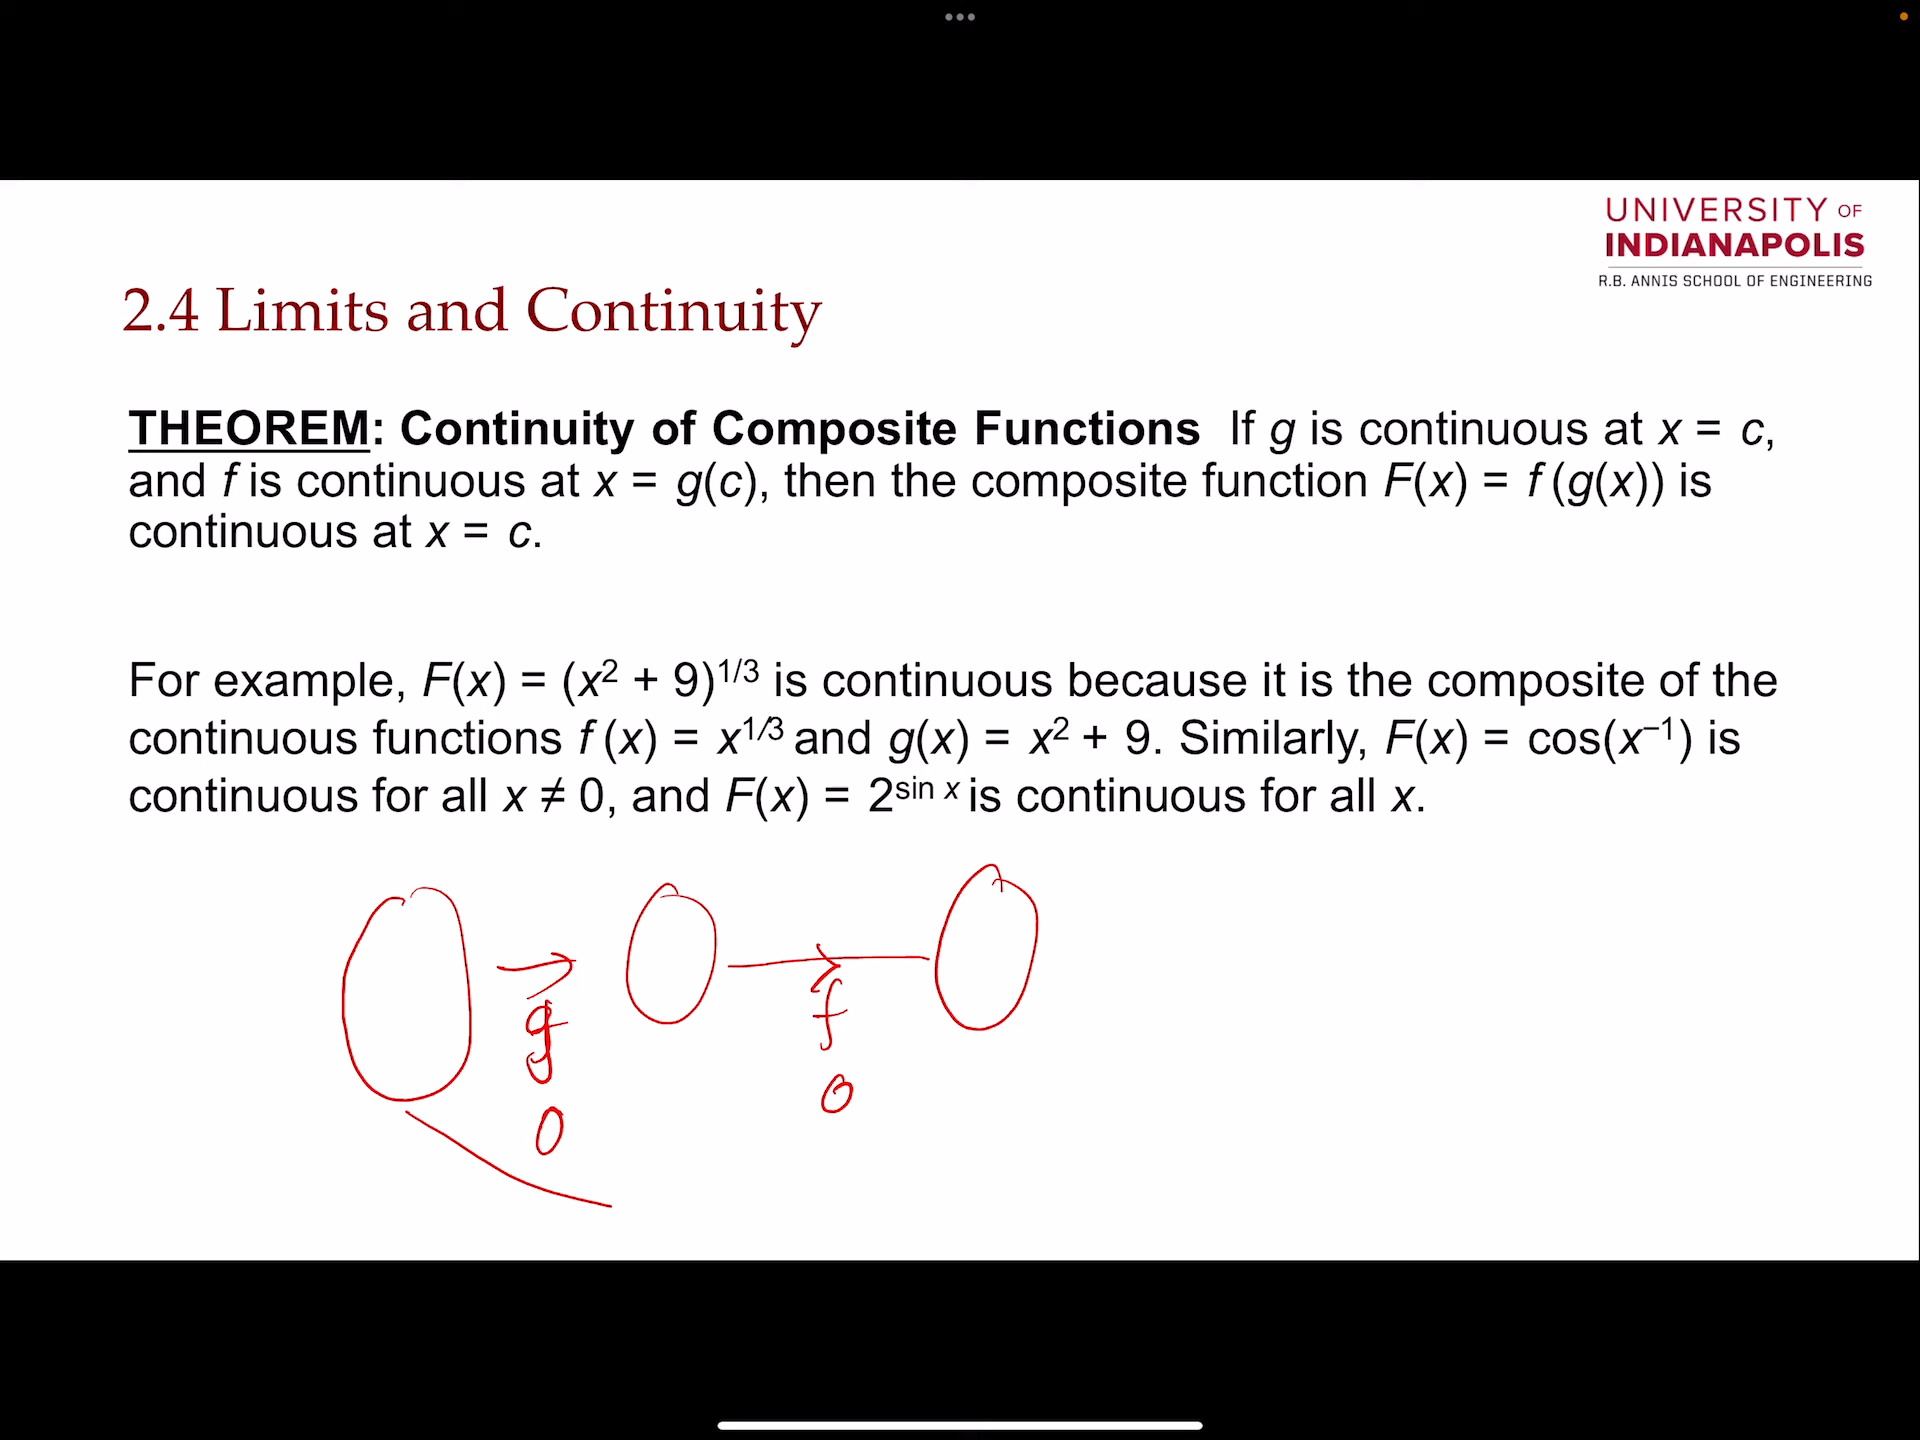 UNIVERSITY OF
INDIANAPOLIS
R.B. ANNIS SCHOOL OF ENGINEERING
2.4 Limits and Continuity
THEOREM: Continuity of Composite Functions If g is continuous at x = c,
and f is continuous at x = g(c), then the composite function F(x) = f (g(x)) is
continuous at x = c.
For example, F(x) = (x² + 9)^1/3 is continuous because it is the composite of the
continuous functions f (x) = x^1/3 and g(x) = x² + 9. Similarly, F(x) = cos(x⁻¹) is
continuous for all x ≠ 0, and F(x) = 2^sin x is continuous for all x.
g
f